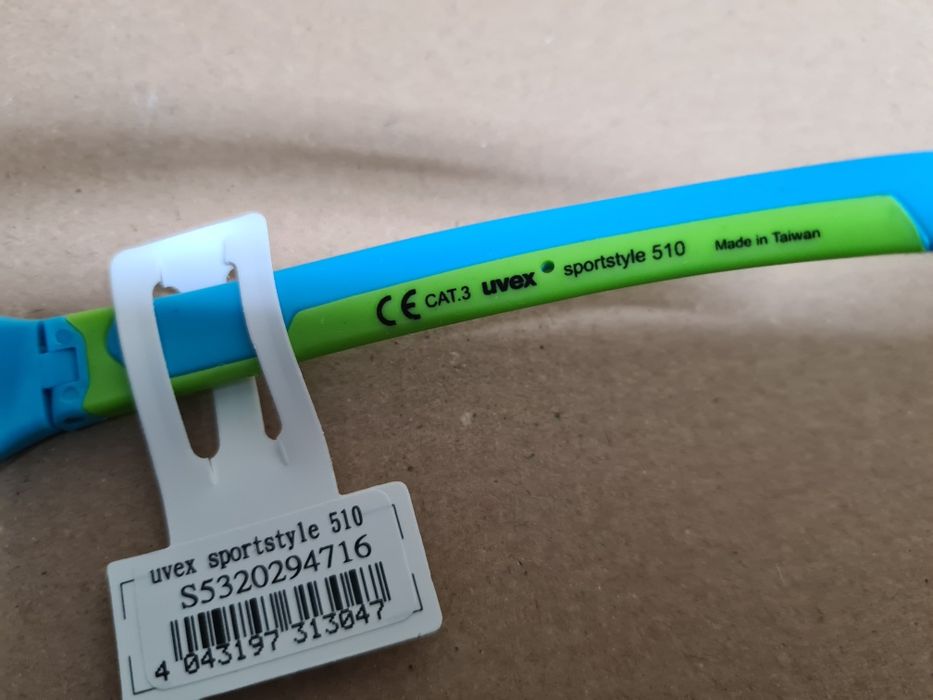 CE CAT.3 uvex sportstyle 510 Made in Taiwan
uvex sportstyle 510
S5320294716
4 043197 313047